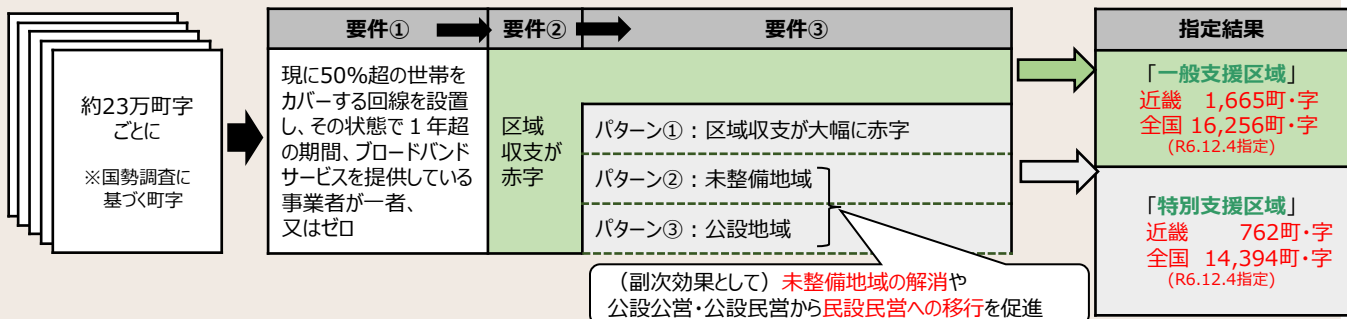 約23万町字
ごとに
※国勢調査に
基づく町字
要件①
要件②
要件③
現に50%超の世帯を
カバーする回線を設置
し、その状態で１年超
の期間、ブロードバンド
サービスを提供している
事業者が一者、
又はゼロ
区域
収支が
赤字
パターン①：区域収支が大幅に赤字
パターン②：未整備地域
パターン③：公設地域
（副次効果として）未整備地域の解消や
公設公営・公設民営から民設民営への移行を促進
指定結果
「一般支援区域」
近畿 1,665町・字
全国 16,256町・字
(R6.12.4指定)
「特別支援区域」
近畿 762町・字
全国 14,394町・字
(R6.12.4指定)